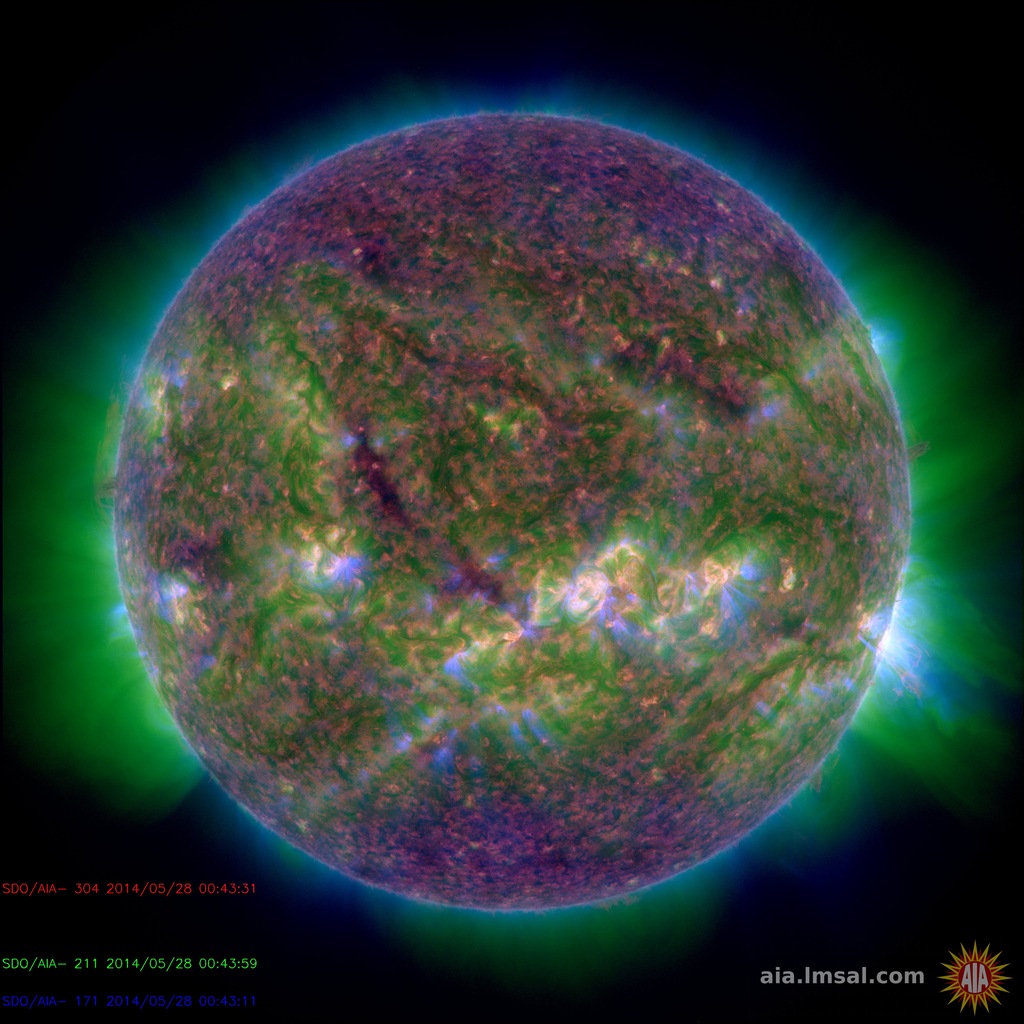 SDO/AIA- 304 2014/05/28 00:43:31
SDO/AIA- 211 2014/05/28 00:43:59
SDO/AIA- 171 2014/05/28 00:43:11
aia.lmsal.com
AIA